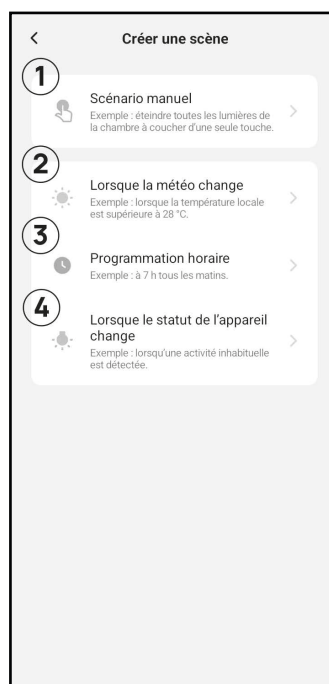 Créer une scène
1
Scénario manuel
Exemple : éteindre toutes les lumières de
la chambre à coucher d'une seule touche.
2
Lorsque la météo change
Exemple : lorsque la température locale
est supérieure à 28 °C.
3
Programmation horaire
Exemple : à 7 h tous les matins.
4
Lorsque le statut de l'appareil
change
Exemple : lorsqu'une activité inhabituelle
est détectée.